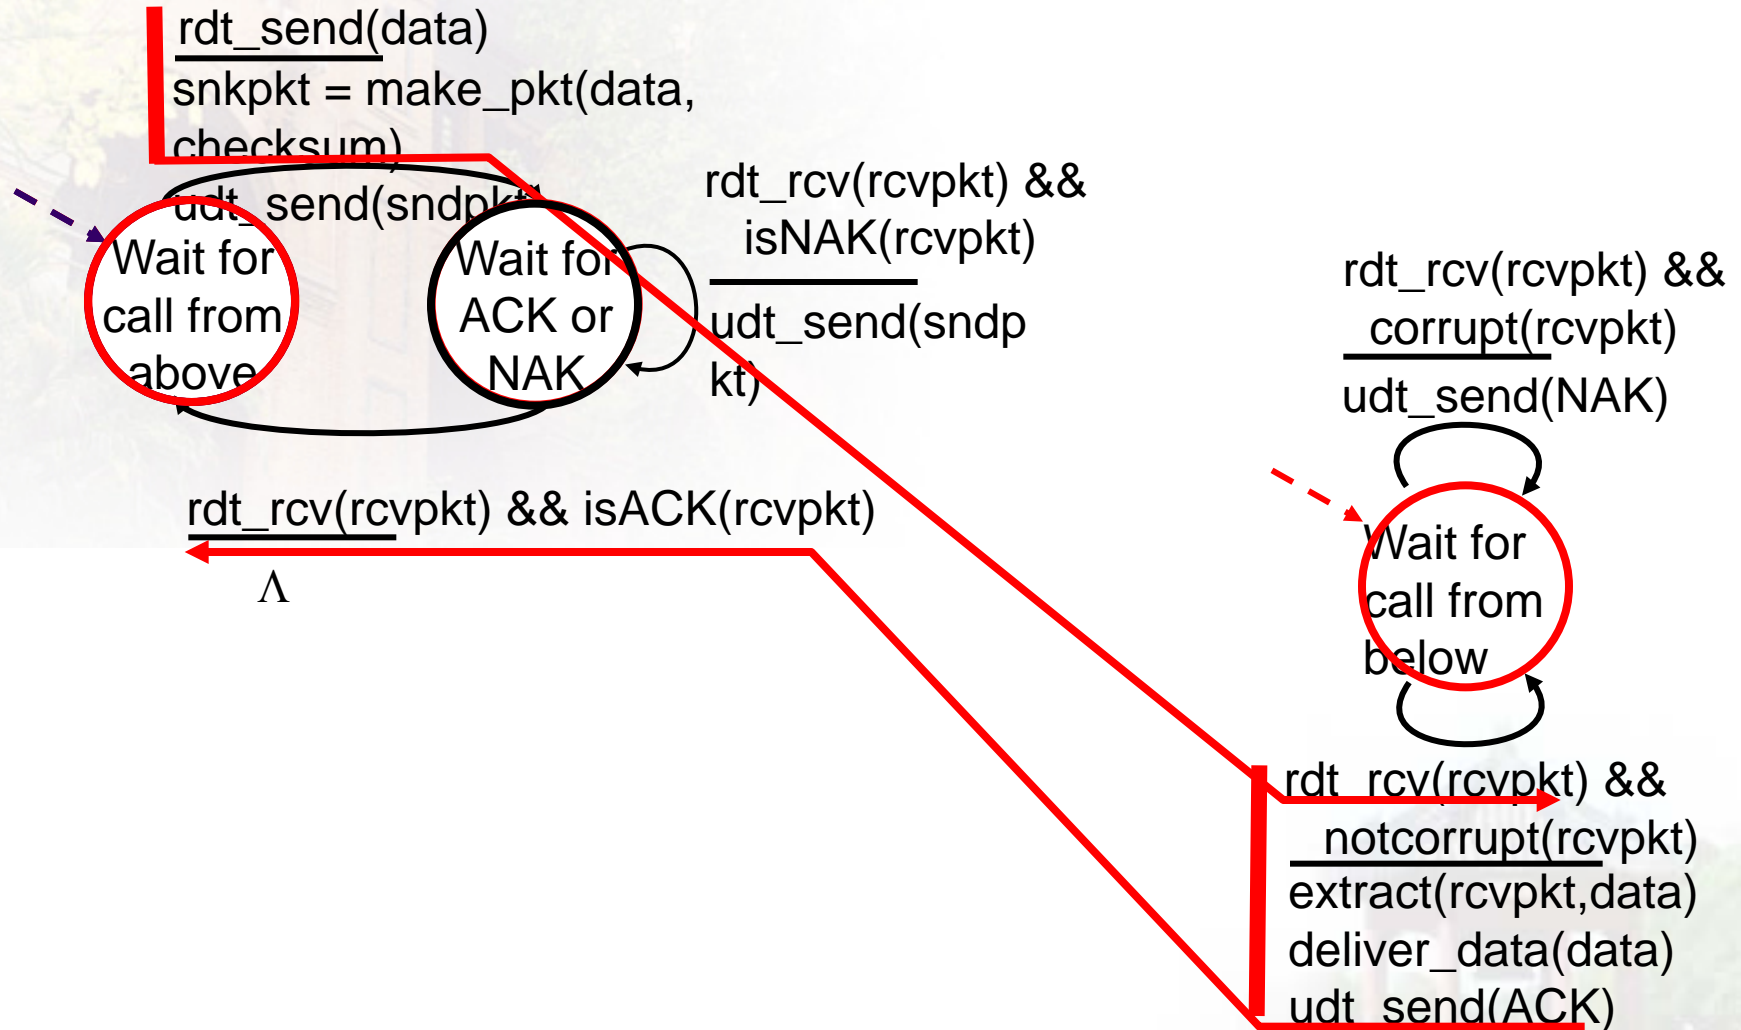 rdt_send(data)
snkpkt = make_pkt(data,
checksum)
udt_send(sndpkt)
Wait for
call from
above
Wait for
ACK or
NAK
rdt_rcv(rcvpkt) &&
isNAK(rcvpkt)
udt_send(sndp
kt)
rdt_rcv(rcvpkt) && isACK(rcvpkt)
Λ
rdt_rcv(rcvpkt) &&
corrupt(rcvpkt)
udt_send(NAK)
Wait for
call from
below
rdt_rcv(rcvpkt) &&
notcorrupt(rcvpkt)
extract(rcvpkt,data)
deliver_data(data)
udt_send(ACK)